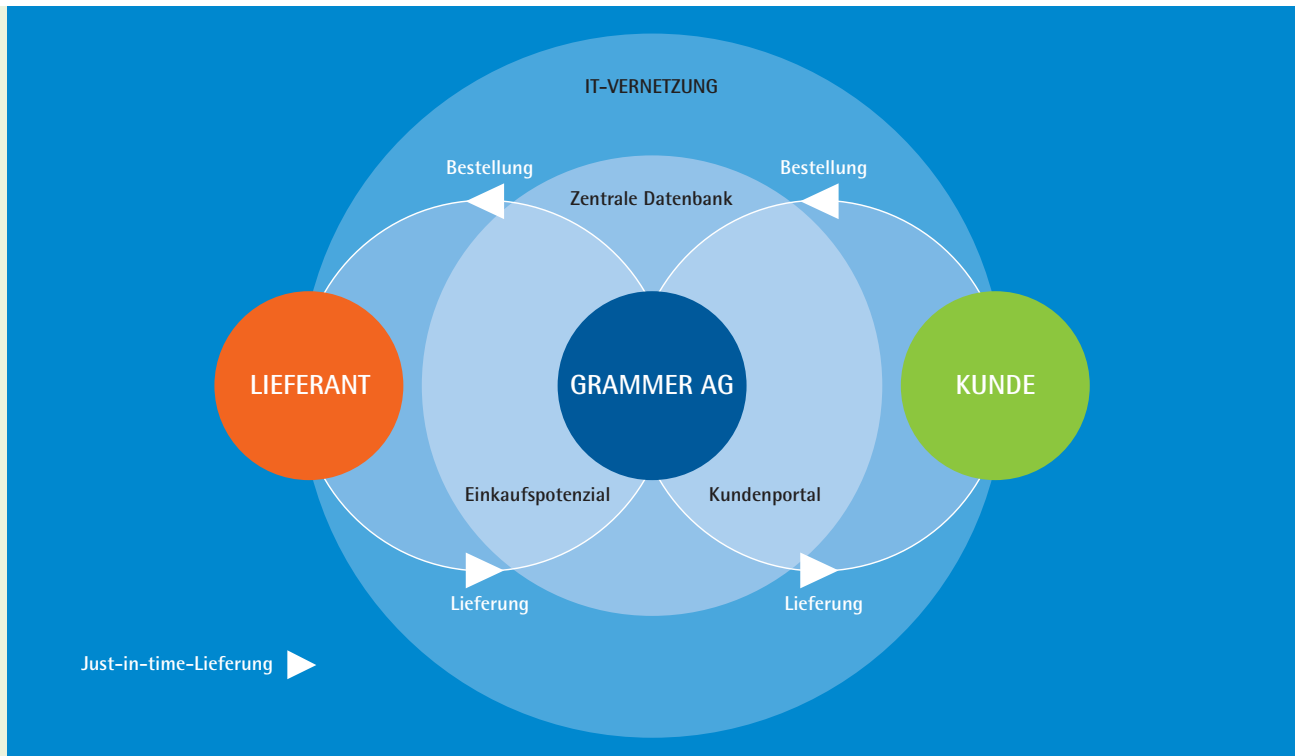 IT-VERNETZUNG
Bestellung
Bestellung
Zentrale Datenbank
LIEFERANT
GRAMMER AG
KUNDE
Einkaufspotenzial
Kundenportal
Lieferung
Lieferung
Just-in-time-Lieferung